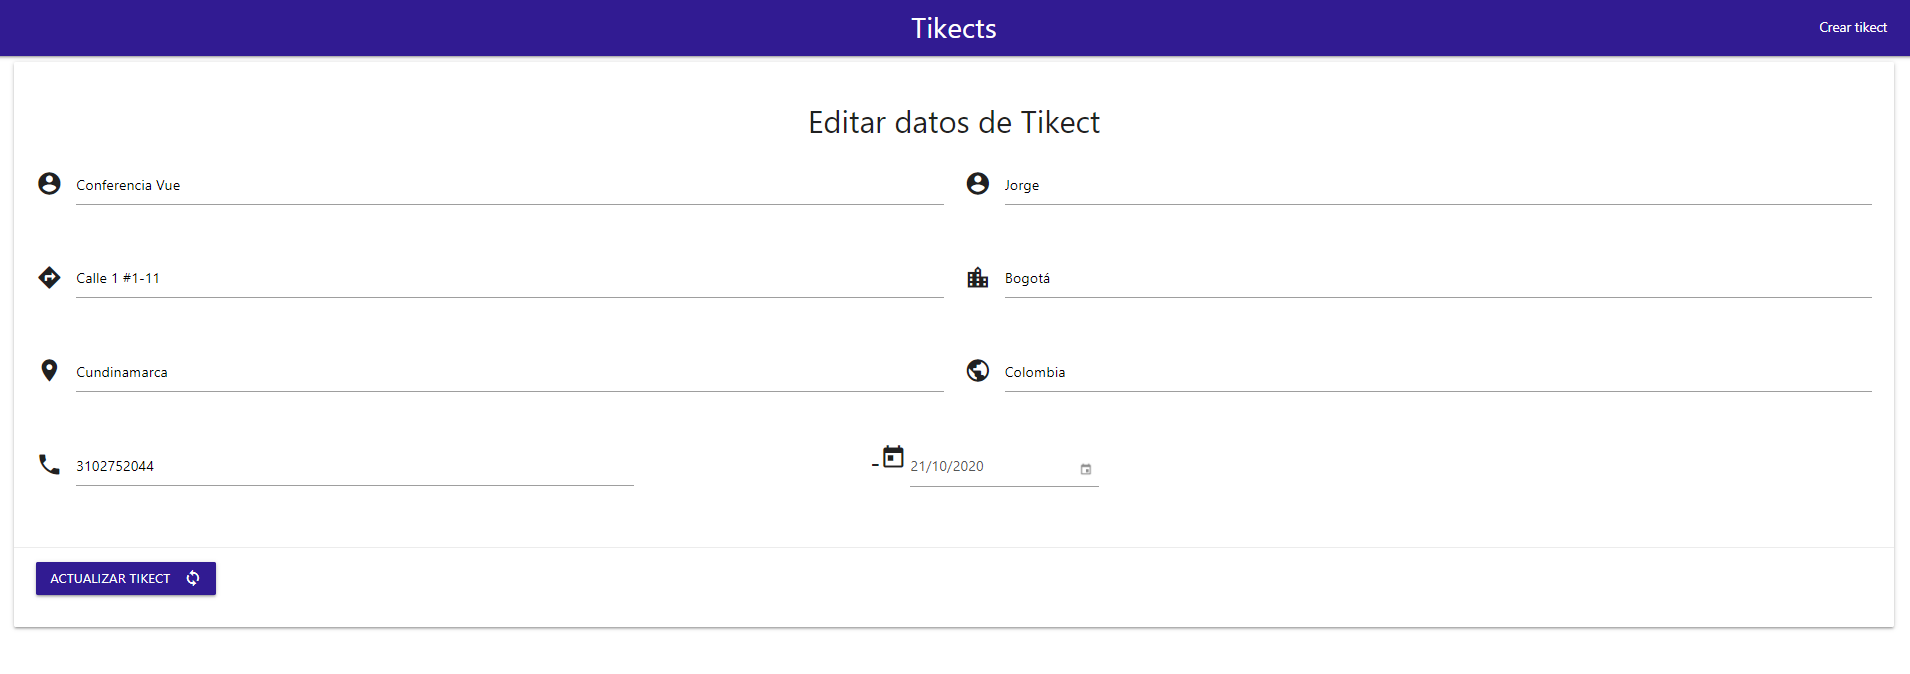 Tikects
Crear tikect
Editar datos de Tikect
Conferencia Vue
Jorge
Calle 1 #1-11
Bogotá
Cundinamarca
Colombia
3102752044
- 21/10/2020
ACTUALIZAR TIKECT